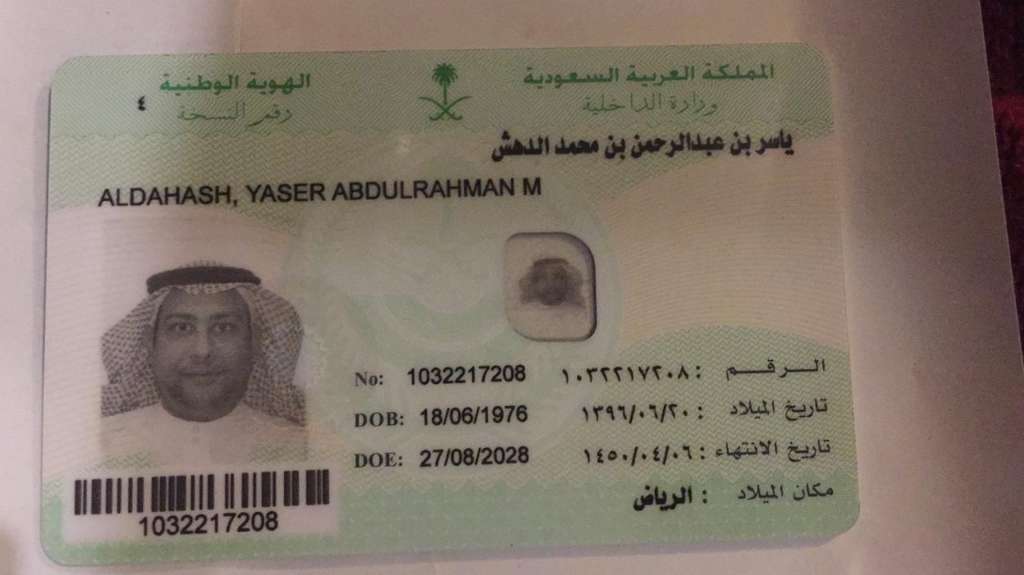 المملكة العربية السعودية
وزارة الداخلية
الهوية الوطنية
رقم النسخة ٤
ياسر بن عبدالرحمن بن محمد الدهش
ALDAHASH, YASER ABDULRAHMAN M
الرقم : ١٠٣٢٢١٧٢٠٨
No: 1032217208
تاريخ الميلاد : ١٣٩٦/٠٦/٢٠
DOB: 18/06/1976
تاريخ الانتهاء : ١٤٥٠/٠٤/٠٦
DOE: 27/08/2028
مكان الميلاد : الرياض
1032217208